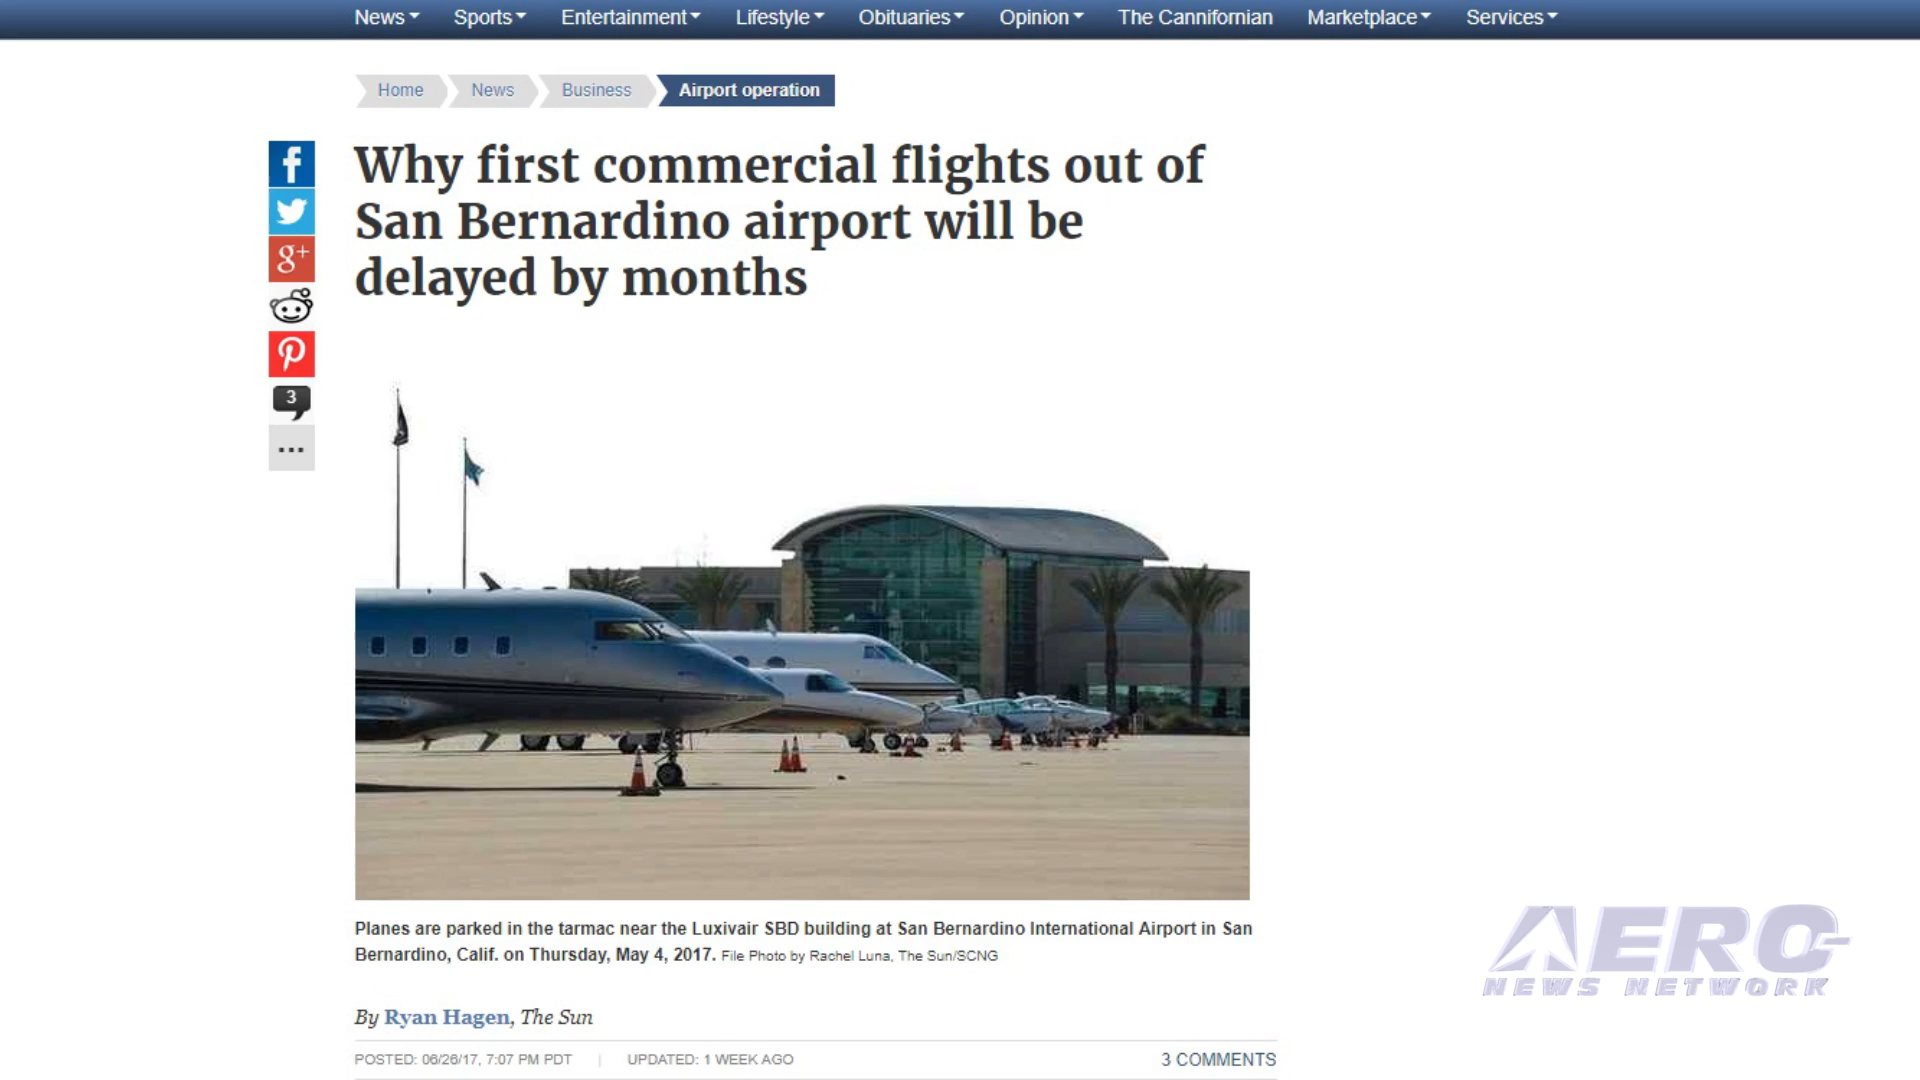 News Sports Entertainment Lifestyle Obituaries Opinion The Cannifornian Marketplace Services
Home News Business Airport operation
Why first commercial flights out of
San Bernardino airport will be
delayed by months
f
g+
3
...
Planes are parked in the tarmac near the Luxivair SBD building at San Bernardino International Airport in San
Bernardino, Calif. on Thursday, May 4, 2017. File Photo by Rachel Luna, The Sun/SCNG
AERO
NEWS NETWORK
By Ryan Hagen, The Sun
POSTED: 06/26/17, 7:07 PM PDT | UPDATED: 1 WEEK AGO 3 COMMENTS